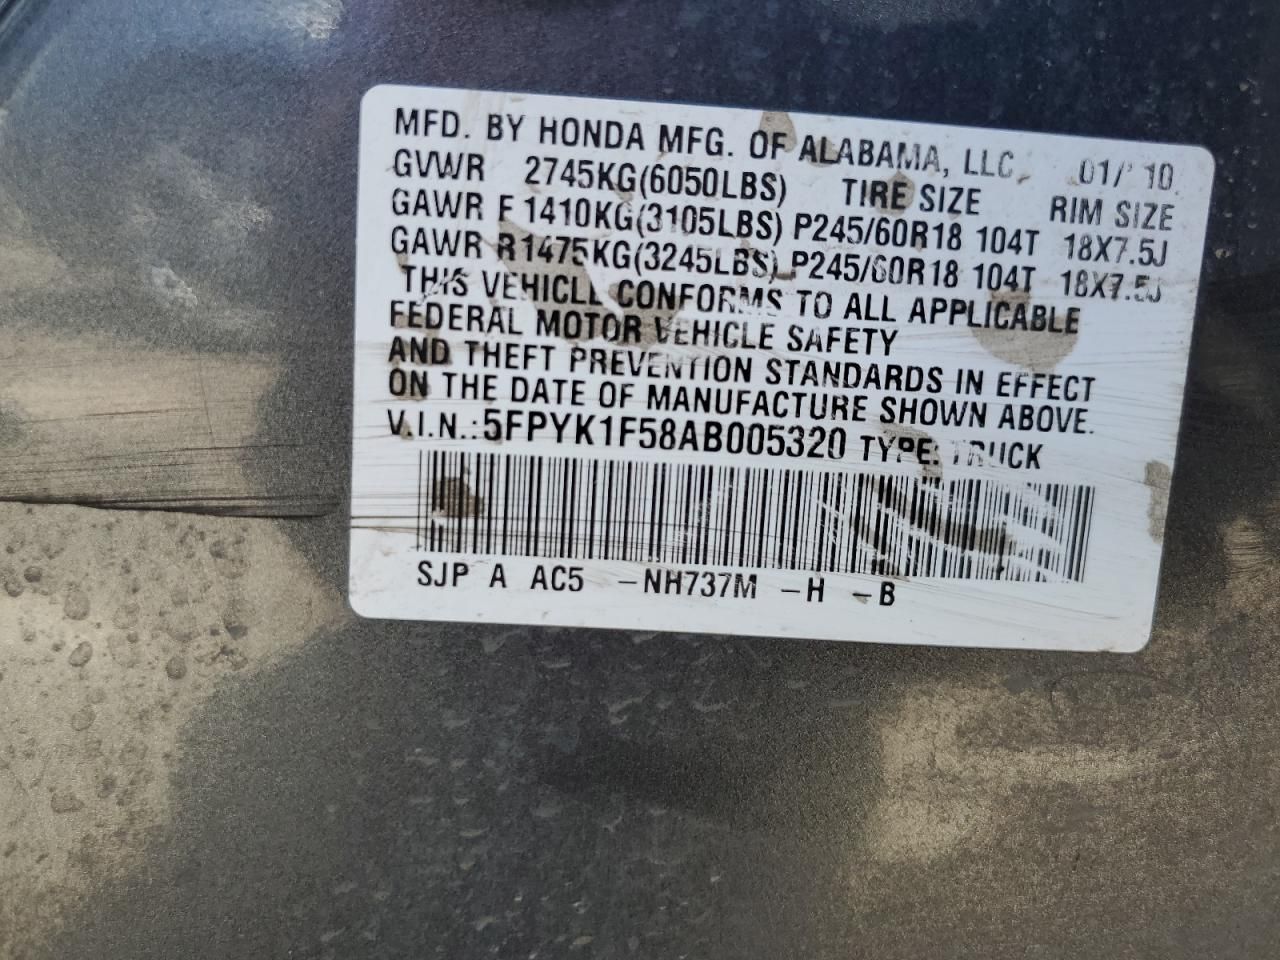 MFD. BY HONDA MFG. OF ALABAMA, LLC. 01/ 10
GVWR 2745KG(6050LBS) TIRE SIZE RIM SIZE
GAWR F 1410KG(3105LBS) P245/60R18 104T 18X7.5J
GAWR R1475KG(3245LBS) P245/60R18 104T 18X7.5J
THIS VEHICLE CONFORMS TO ALL APPLICABLE
FEDERAL MOTOR VEHICLE SAFETY
AND THEFT PREVENTION STANDARDS IN EFFECT
ON THE DATE OF MANUFACTURE SHOWN ABOVE.
V.I.N.:5FPYK1F58AB005320 TYPE: TRUCK
SJP A AC5 -NH737M -H -B